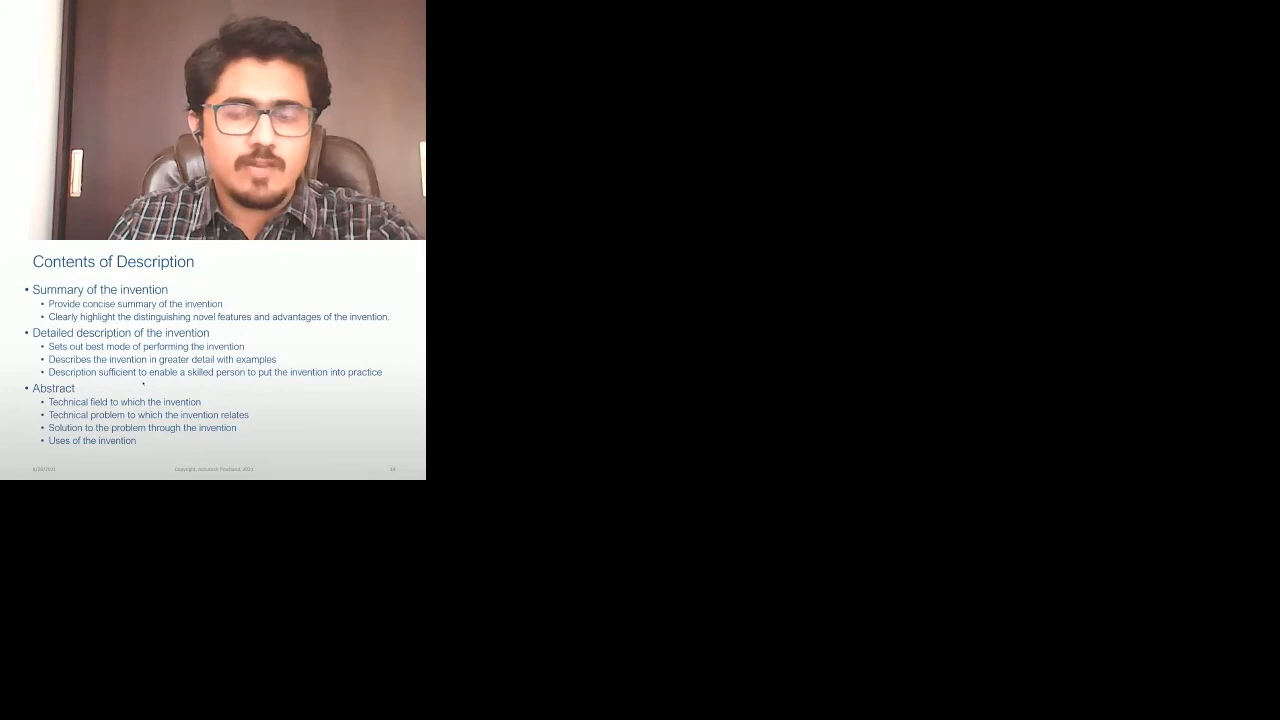 Contents of Description
• Summary of the invention
• Provide concise summary of the invention
• Clearly highlight the distinguishing novel features and advantages of the invention.
• Detailed description of the invention
• Sets out best mode of performing the invention
• Describes the invention in greater detail with examples
• Description sufficient to enable a skilled person to put the invention into practice
• Abstract
• Technical field to which the invention
• Technical problem to which the invention relates
• Solution to the problem through the invention
• Uses of the invention
Copyright,